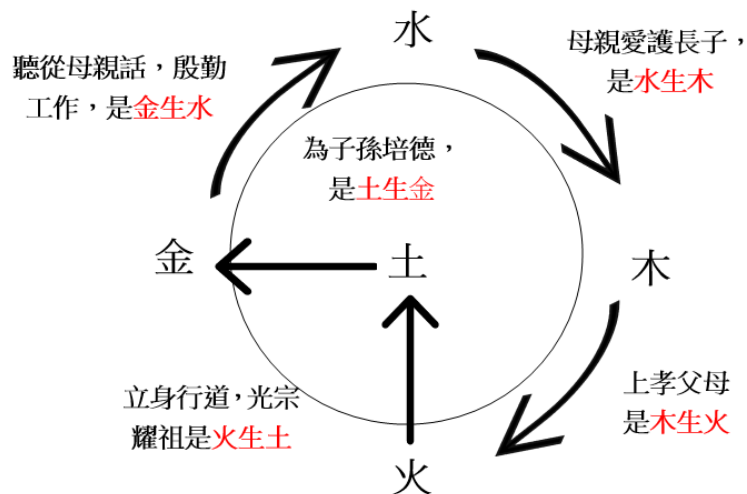 水
聽從母親話，殷勤
工作，是金生水
母親愛護長子，
是水生木
為子孫培德，
是土生金
金
土
木
立身行道，光宗
耀祖是火生土
上孝父母
是木生火
火